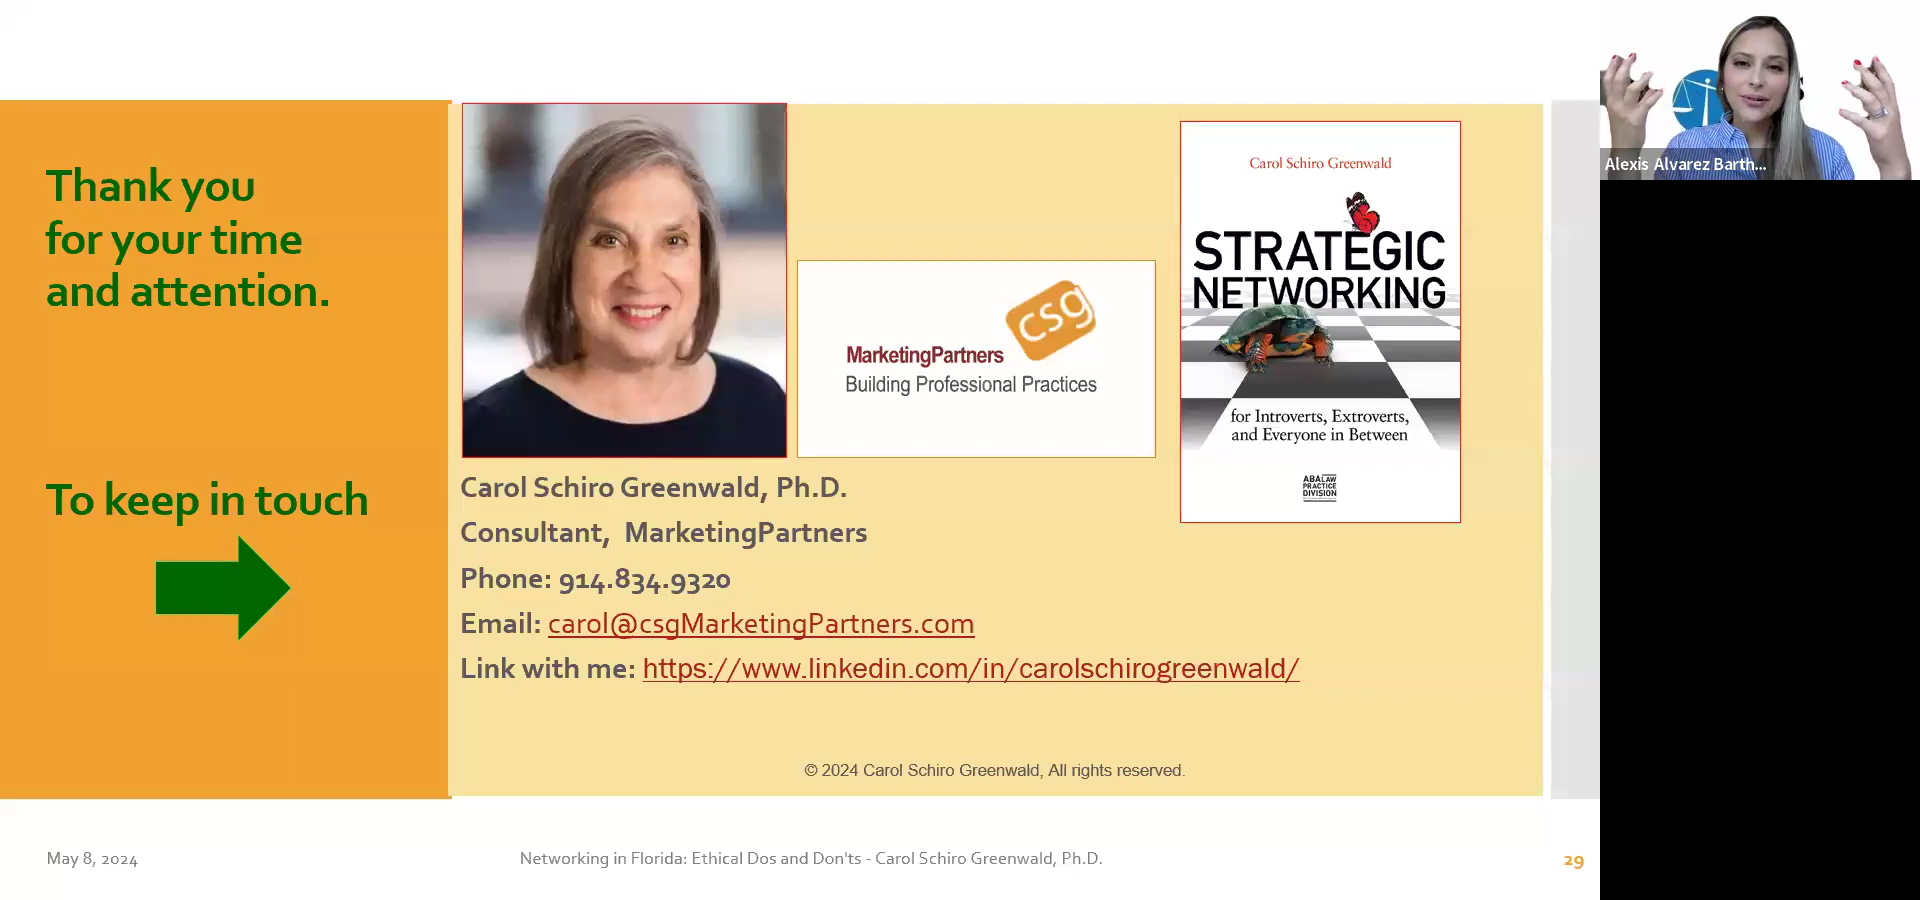 Thank you
for your time
and attention.
To keep in touch
csg
MarketingPartners
Building Professional Practices
Carol Schiro Greenwald
STRATEGIC
NETWORKING
for Introverts, Extroverts,
and Everyone in Between
ABA LAW
PRACTICE
DIVISION
Carol Schiro Greenwald, Ph.D.
Consultant, MarketingPartners
Phone: 914.834.9320
Email: carol@csgMarketingPartners.com
Link with me: https://www.linkedin.com/in/carolschirogreenwald/
© 2024 Carol Schiro Greenwald, All rights reserved.
May 8, 2024
Networking in Florida: Ethical Dos and Don'ts - Carol Schiro Greenwald, Ph.D.
29
Alexis Alvarez Barth...